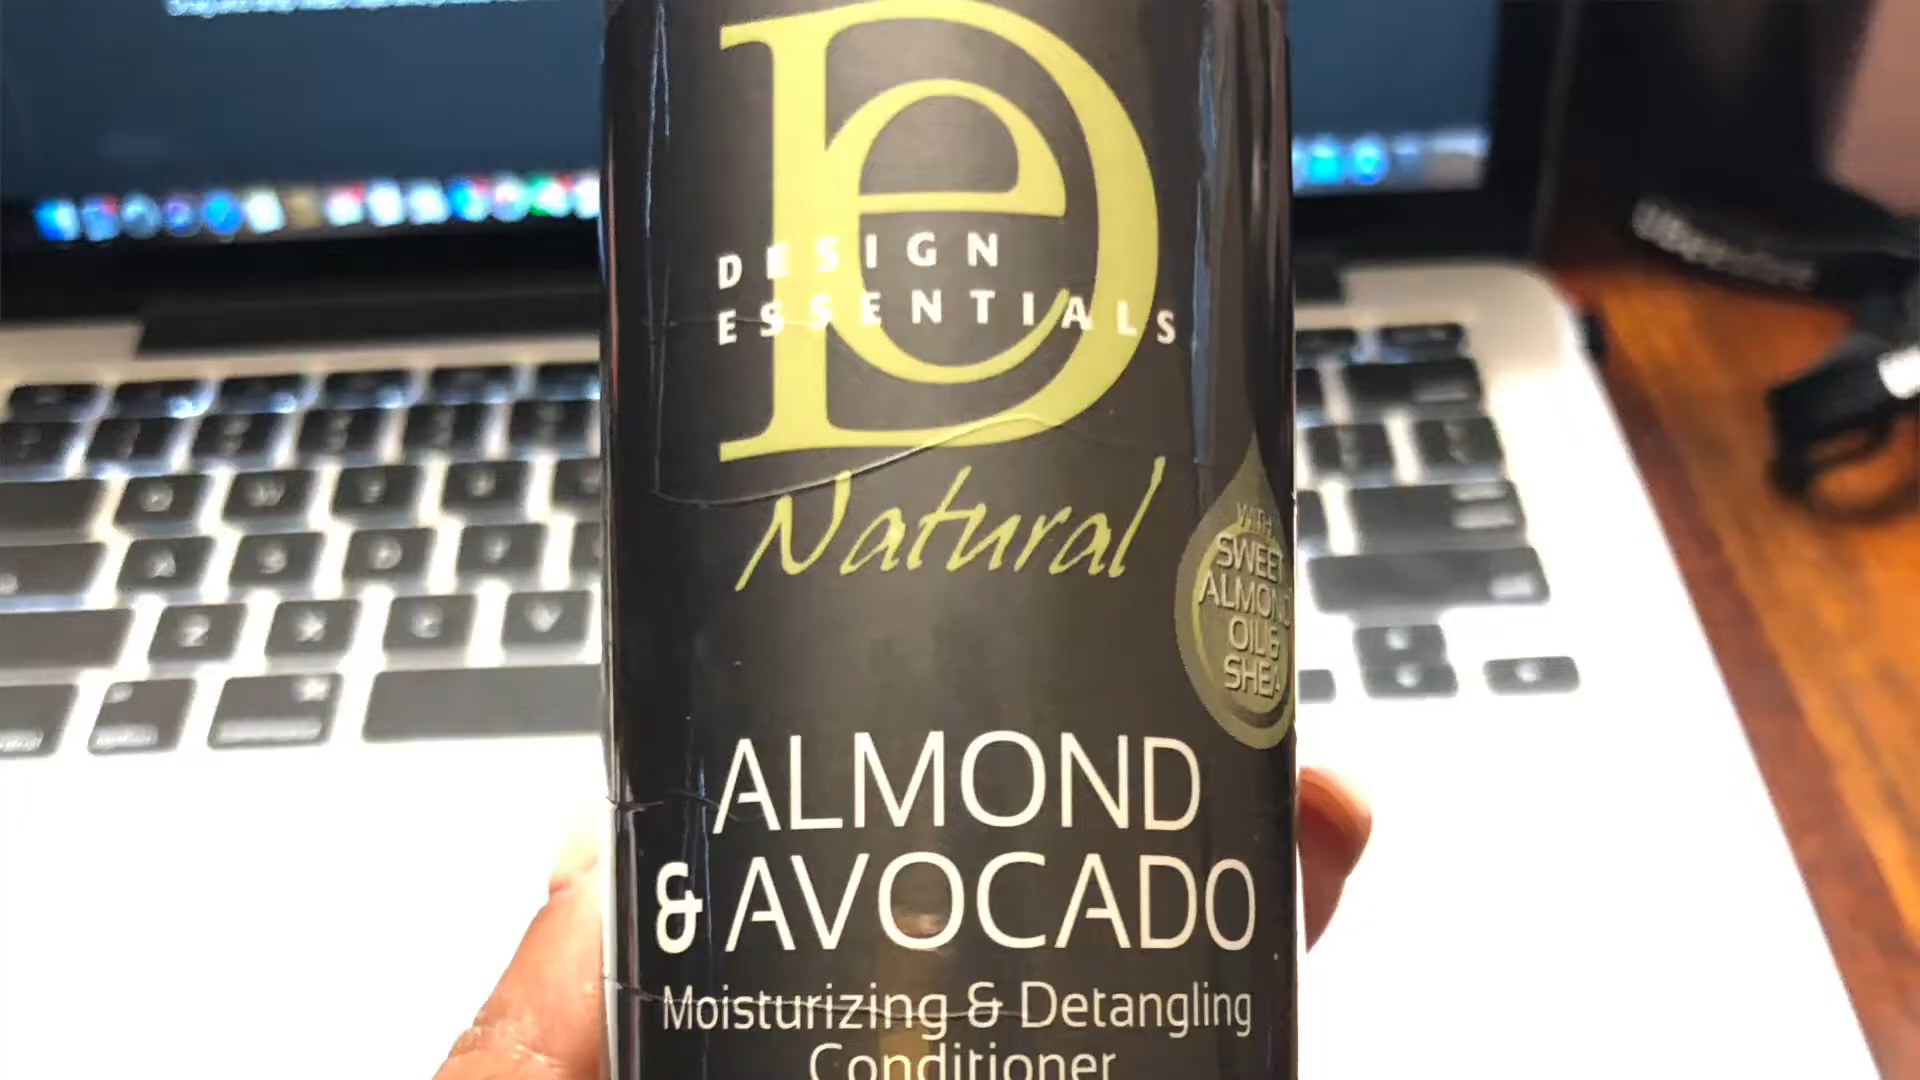 De
DESIGN
ESSENTIALS
Natural
WITH
SWEET
ALMOND
OIL &
SHEA
ALMOND
& AVOCADO
Moisturizing & Detangling
Conditioner